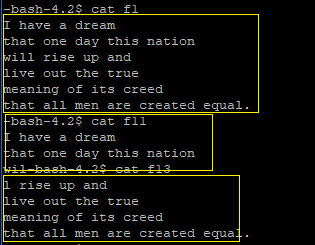 -bash-4.2$ cat f1
I have a dream
that one day this nation
will rise up and
live out the true
meaning of its creed
that all men are created equal.
-bash-4.2$ cat f11
I have a dream
that one day this nation
wil-bash-4.2$ cat f13
l rise up and
live out the true
meaning of its creed
that all men are created equal.